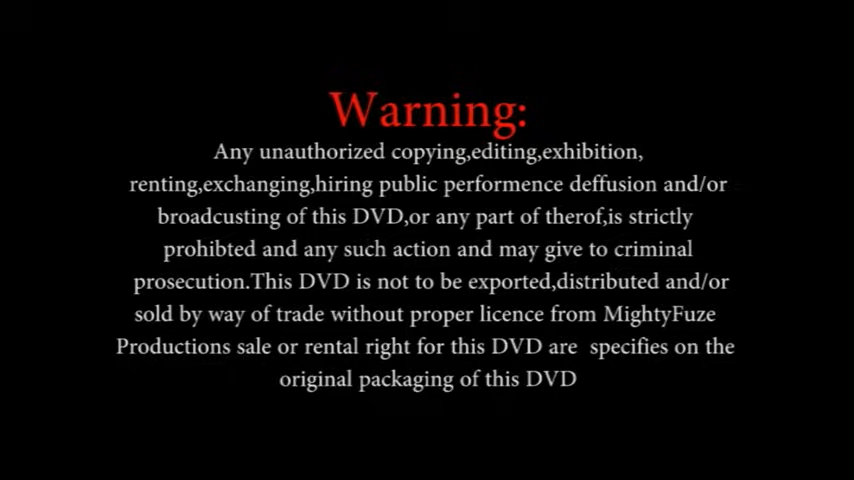 Warning:
Any unauthorized copying,editing,exhibition,
renting,exchanging,hiring public performence deffusion and/or
broadcusting of this DVD,or any part of therof,is strictly
prohibted and any such action and may give to criminal
prosecution.This DVD is not to be exported,distributed and/or
sold by way of trade without proper licence from MightyFuze
Productions sale or rental right for this DVD are  specifies on the
original packaging of this DVD